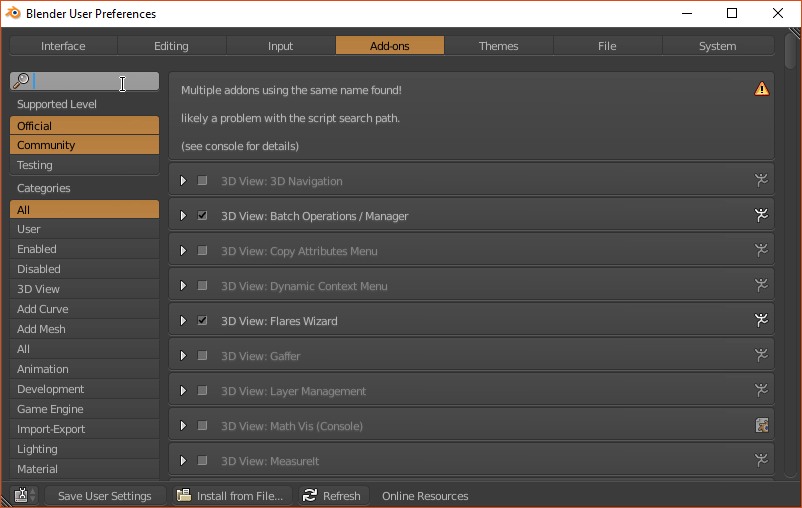 Blender User Preferences
Interface Editing Input Add-ons Themes File System
Supported Level
Official
Community
Testing
Categories
All
User
Enabled
Disabled
3D View
Add Curve
Add Mesh
All
Animation
Development
Game Engine
Import-Export
Lighting
Material
Multiple addons using the same name found!
likely a problem with the script search path.
(see console for details)
3D View: 3D Navigation
3D View: Batch Operations / Manager
3D View: Copy Attributes Menu
3D View: Dynamic Context Menu
3D View: Flares Wizard
3D View: Gaffer
3D View: Layer Management
3D View: Math Vis (Console)
3D View: MeasureIt
Save User Settings Install from File... Refresh Online Resources